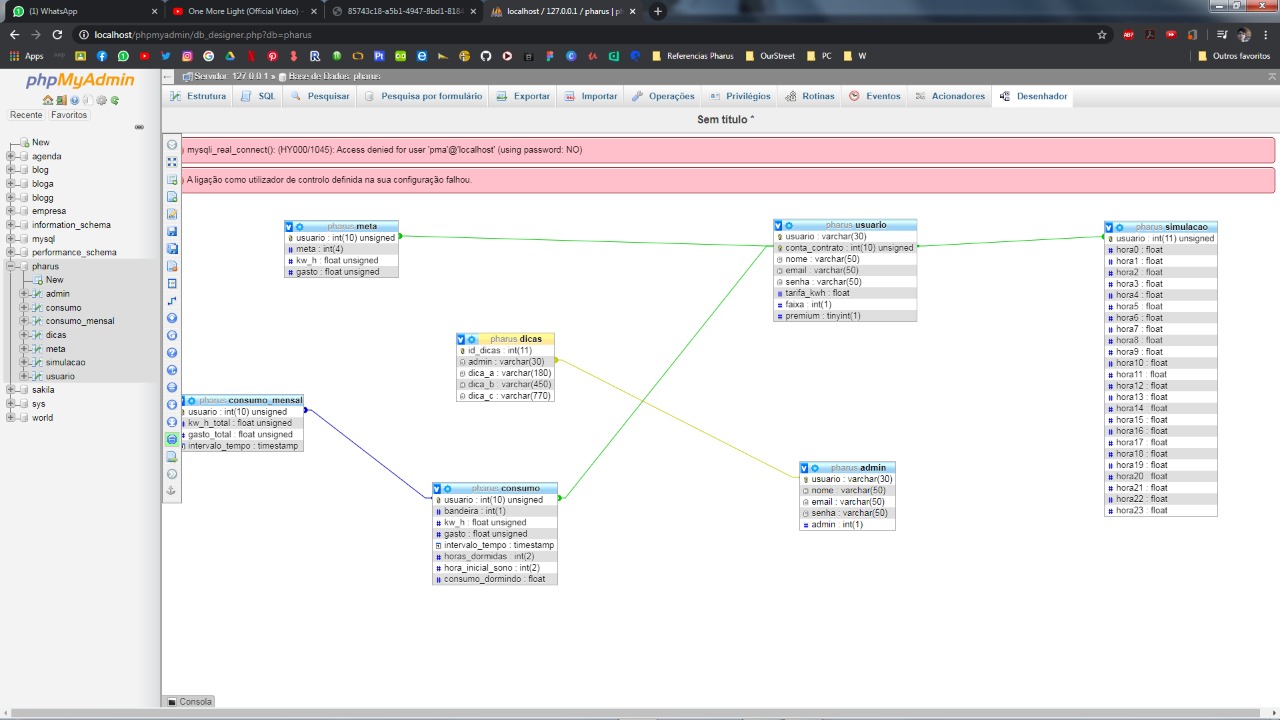 (1) WhatsApp
One More Light (Official Video) -
localhost / 127.0.0.1 / pharus | p
localhost/phpmyadmin/db_designer.php?db=pharus
Apps
Referencias Pharus
OurStreet
PC
W
Outros favoritos
phpMyAdmin
Recente Favoritos
New
agenda
blog
bloga
blogg
empresa
information_schema
mysql
performance_schema
pharus
New
admin
consumo
consumo_mensal
dicas
meta
simulacao
usuario
sakila
sys
world
Servidor: 127.0.0.1 » Base de Dados: pharus
Estrutura
SQL
Pesquisar
Pesquisa por formulário
Exportar
Importar
Operações
Privilégios
Rotinas
Eventos
Acionadores
Desenhador
Sem título *
mysqli_real_connect(): (HY000/1045): Access denied for user 'pma'@'localhost' (using password: NO)
A ligação como utilizador de controlo definida na sua configuração falhou.
pharus meta
usuario : int(10) unsigned
meta : int(4)
kw_h : float unsigned
gasto : float unsigned
pharus usuario
usuario : varchar(30)
conta_contrato : int(10) unsigned
nome : varchar(50)
email : varchar(50)
senha : varchar(50)
tarifa_kwh : float
faixa : int(1)
premium : tinyint(1)
pharus simulacao
usuario : int(11) unsigned
hora0 : float
hora1 : float
hora2 : float
hora3 : float
hora4 : float
hora5 : float
hora6 : float
hora7 : float
hora8 : float
hora9 : float
hora10 : float
hora11 : float
hora12 : float
hora13 : float
hora14 : float
hora15 : float
hora16 : float
hora17 : float
hora18 : float
hora19 : float
hora20 : float
hora21 : float
hora22 : float
hora23 : float
pharus dicas
id_dicas : int(11)
admin : varchar(30)
dica_a : varchar(180)
dica_b : varchar(450)
dica_c : varchar(770)
pharus consumo_mensal
usuario : int(10) unsigned
kw_h_total : float unsigned
gasto_total : float unsigned
intervalo_tempo : timestamp
pharus admin
usuario : varchar(30)
nome : varchar(50)
email : varchar(50)
senha : varchar(50)
admin : int(1)
pharus consumo
usuario : int(10) unsigned
bandeira : int(1)
kw_h : float unsigned
gasto : float unsigned
intervalo_tempo : timestamp
horas_dormidas : int(2)
hora_inicial_sono : int(2)
consumo_dormindo : float
Consola